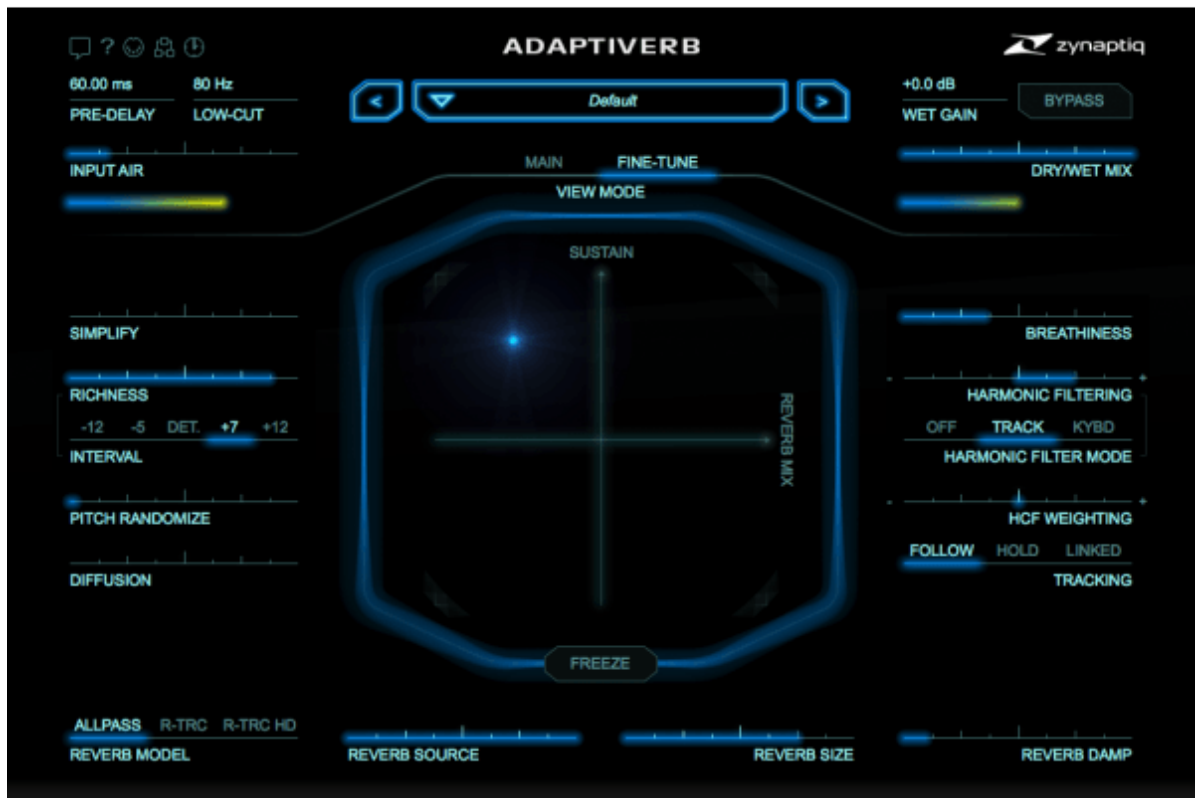 ?
ADAPTIVERB
zynaptiq
60.00 ms
80 Hz
PRE-DELAY
LOW-CUT
<
Default
>
+0.0 dB
WET GAIN
BYPASS
INPUT AIR
MAIN
FINE-TUNE
VIEW MODE
DRY/WET MIX
SUSTAIN
SIMPLIFY
BREATHINESS
RICHNESS
- +
HARMONIC FILTERING
-12 -5 DET. +7 +12
INTERVAL
REVERB MIX
OFF TRACK KYBD
HARMONIC FILTER MODE
PITCH RANDOMIZE
- +
HCF WEIGHTING
DIFFUSION
FOLLOW HOLD LINKED
TRACKING
FREEZE
ALLPASS R-TRC R-TRC HD
REVERB MODEL
REVERB SOURCE
REVERB SIZE
REVERB DAMP